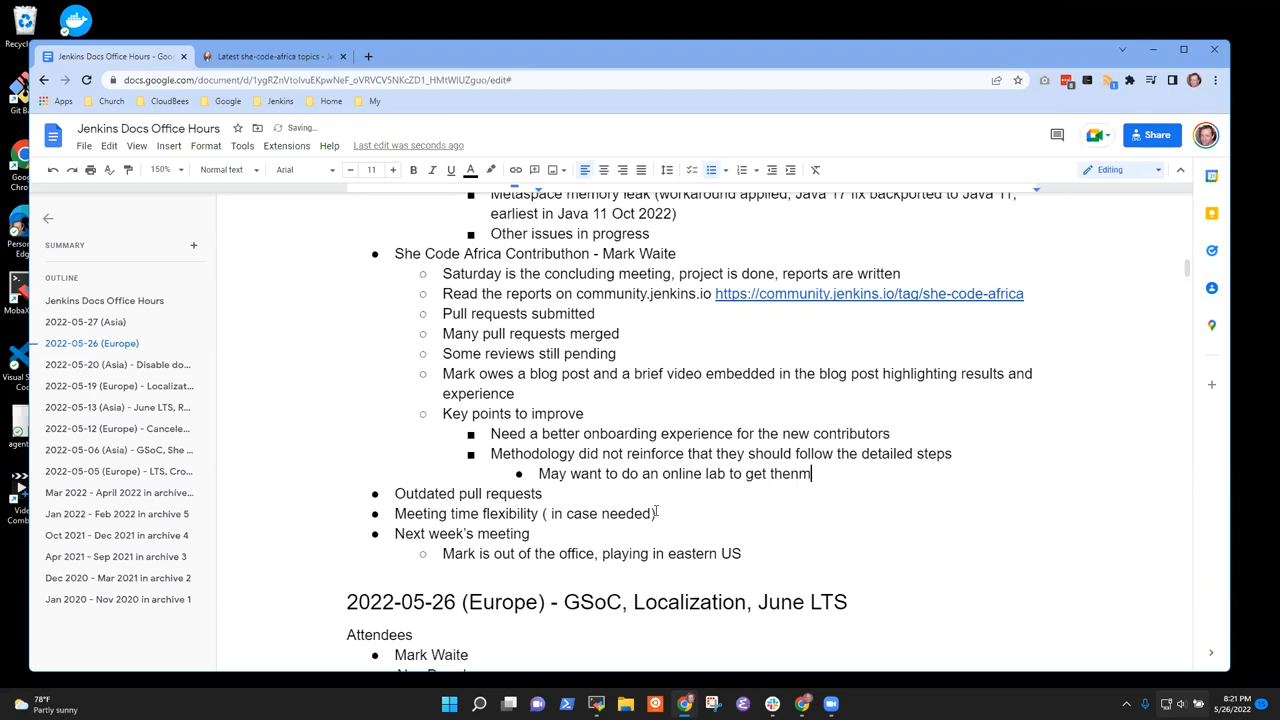 Recycl
Jenkins Docs Office Hours - Goo
Latest she-code-africa topics - Je
docs.google.com/document/d/1ygRZnVtolvuEKpwNeF_oVRVCV5NKcZD1_HMtWIUZguo/edit#
Apps Church CloudBees Google Jenkins Home My
Jenkins Docs Office Hours
Saving...
File Edit View Insert Format Tools Extensions Help Last edit was seconds ago
Share
150% Normal text Arial 11 Editing
SUMMARY
OUTLINE
Jenkins Docs Office Hours
2022-05-27 (Asia)
2022-05-26 (Europe)
2022-05-20 (Asia) - Disable do...
2022-05-19 (Europe) - Localizat...
2022-05-13 (Asia) - June LTS, R...
2022-05-12 (Europe) - Cancele...
2022-05-06 (Asia) - GSoC, She ...
2022-05-05 (Europe) - LTS, Cro...
Mar 2022 - April 2022 in archive...
Jan 2022 - Feb 2022 in archive 5
Oct 2021 - Dec 2021 in archive 4
Apr 2021 - Sep 2021 in archive 3
Dec 2020 - Mar 2021 in archive 2
Jan 2020 - Nov 2020 in archive 1
Metaspace memory leak (workaround applied, Java 17 fix backported to Java 11,
earliest in Java 11 Oct 2022)
Other issues in progress
She Code Africa Contributhon - Mark Waite
Saturday is the concluding meeting, project is done, reports are written
Read the reports on community.jenkins.io https://community.jenkins.io/tag/she-code-africa
Pull requests submitted
Many pull requests merged
Some reviews still pending
Mark owes a blog post and a brief video embedded in the blog post highlighting results and
experience
Key points to improve
Need a better onboarding experience for the new contributors
Methodology did not reinforce that they should follow the detailed steps
May want to do an online lab to get thenm
Outdated pull requests
Meeting time flexibility ( in case needed)
Next week's meeting
Mark is out of the office, playing in eastern US
2022-05-26 (Europe) - GSoC, Localization, June LTS
Attendees
Mark Waite
78°F
Partly sunny
8:21 PM
5/26/2022